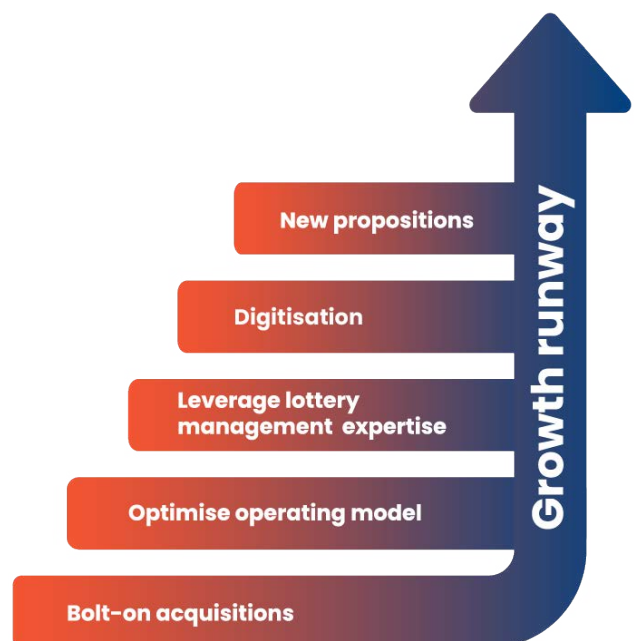 New propositions
Digitisation
Leverage lottery
management expertise
Optimise operating model
Bolt-on acquisitions
Growth runway